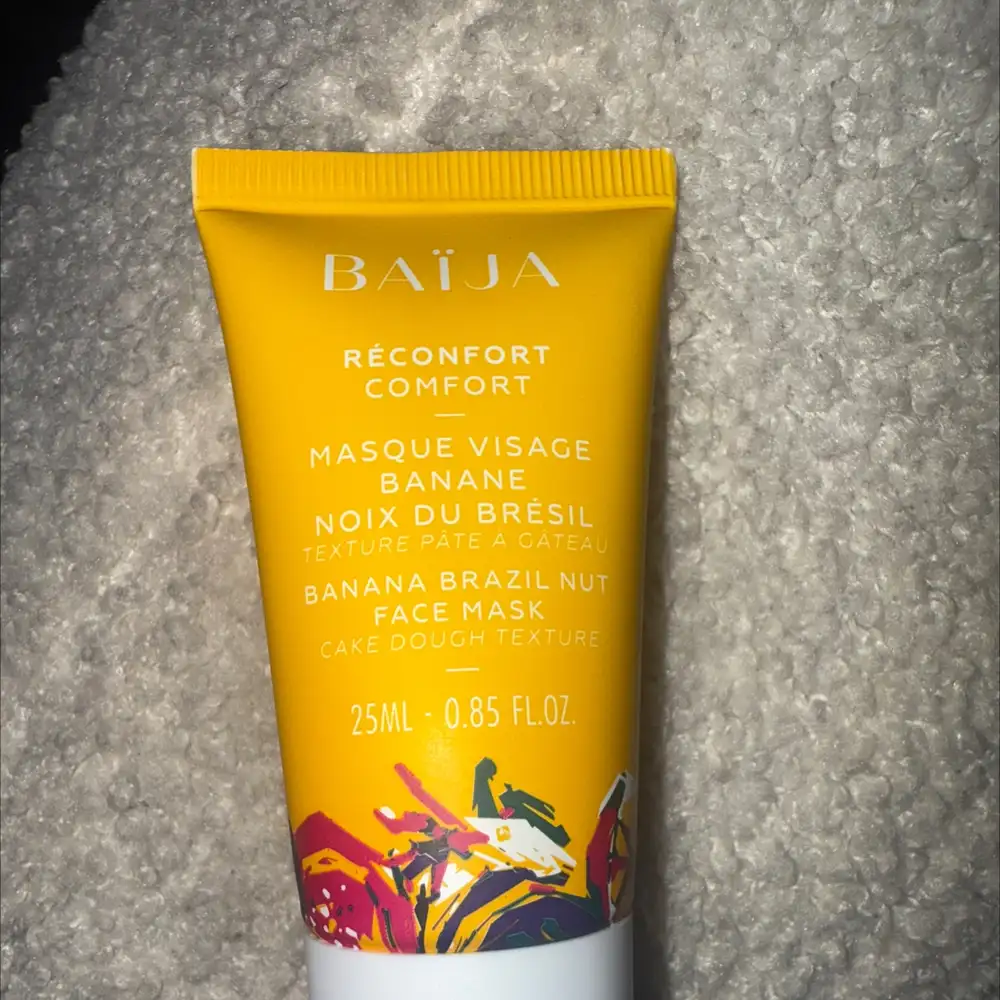 BAÏJA
RÉCONFORT
COMFORT
MASQUE VISAGE
BANANE
NOIX DU BRÉSIL
TEXTURE PÂTE À GÂTEAU
BANANA BRAZIL NUT
FACE MASK
CAKE DOUGH TEXTURE
25ML - 0.85 FL.OZ.